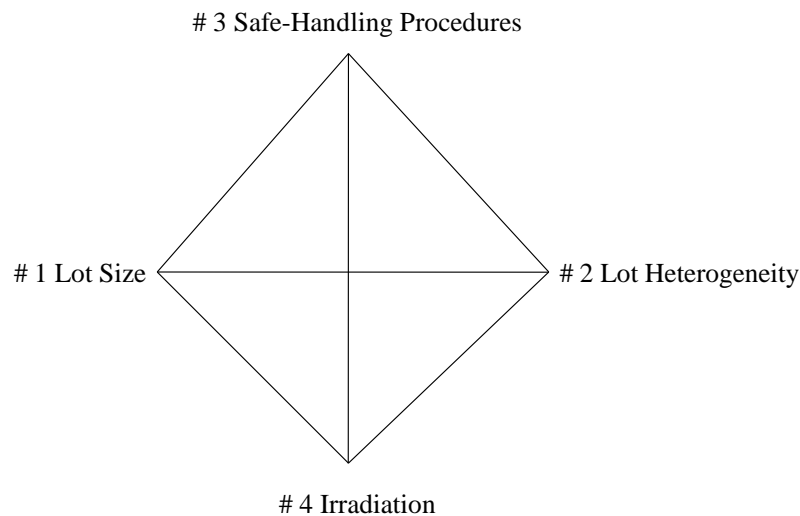 # 3 Safe-Handling Procedures
# 1 Lot Size
# 2 Lot Heterogeneity
# 4 Irradiation